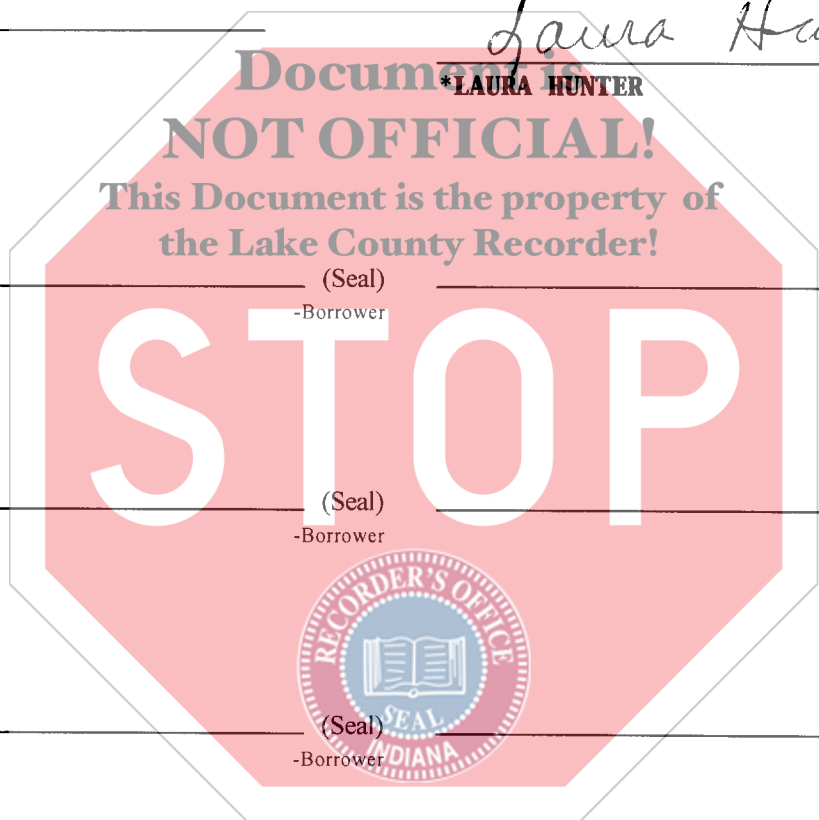 Laura
Document is
*LAURA HUNTER
NOT OFFICIAL!
This Document is the property of
the Lake County Recorder!
(Seal)
-Borrower
STOP
(Seal)
-Borrower
RECORDER'S OFFICE
SEAL
(Seal)
INDIANA
-Borrower